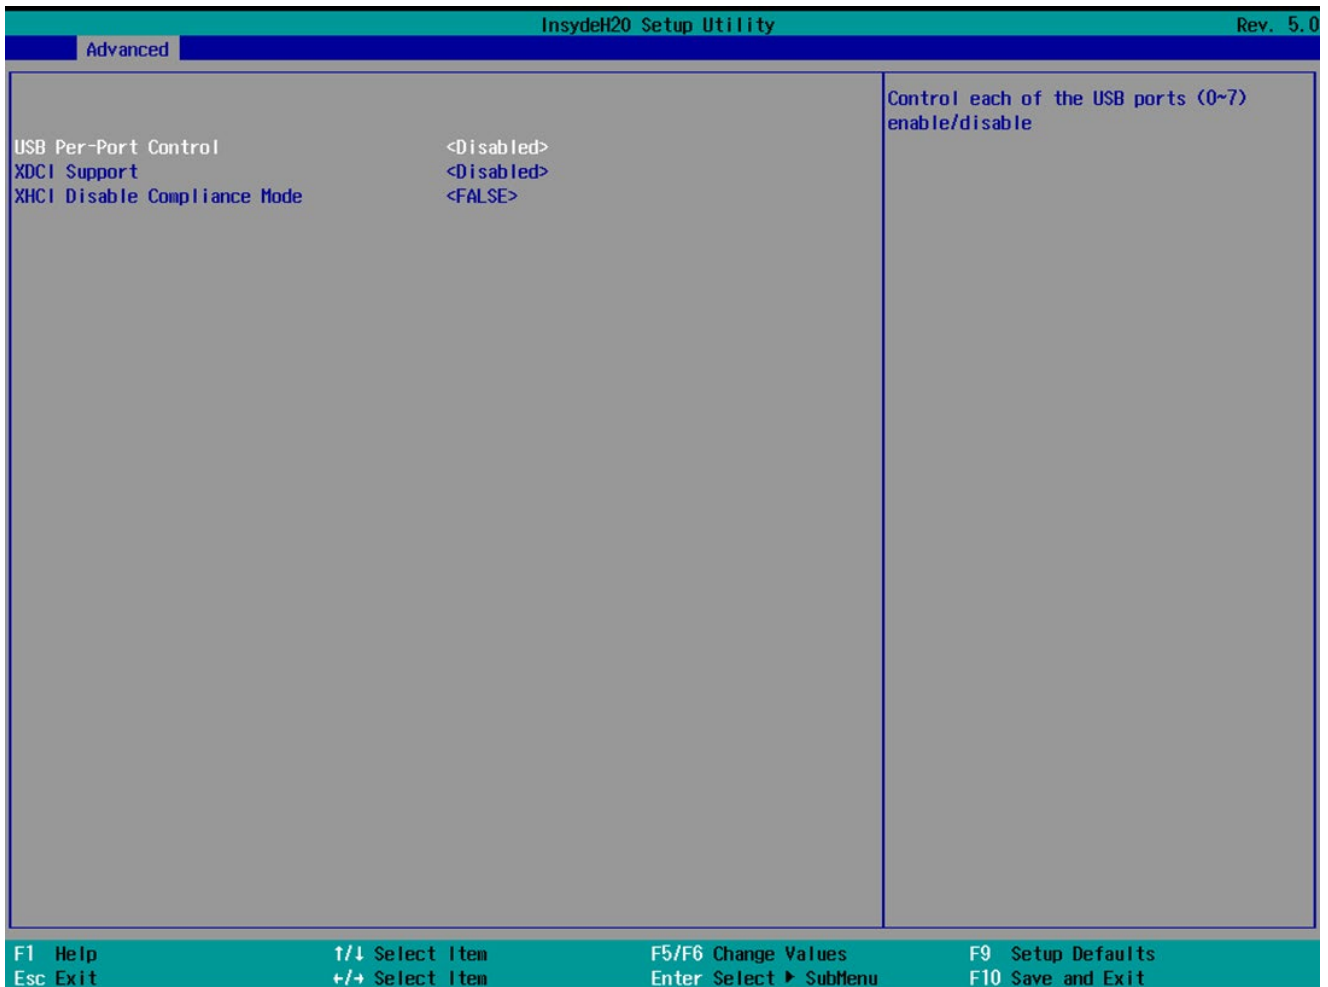 InsydeH20 Setup Utility Rev. 5.0
Advanced
Control each of the USB ports (0~7)
enable/disable
USB Per-Port Control <Disabled>
XDCI Support <Disabled>
XHCI Disable Compliance Mode <FALSE>
F1 Help ↑/↓ Select Item F5/F6 Change Values F9 Setup Defaults
Esc Exit ←/→ Select Item Enter Select ▶ SubMenu F10 Save and Exit